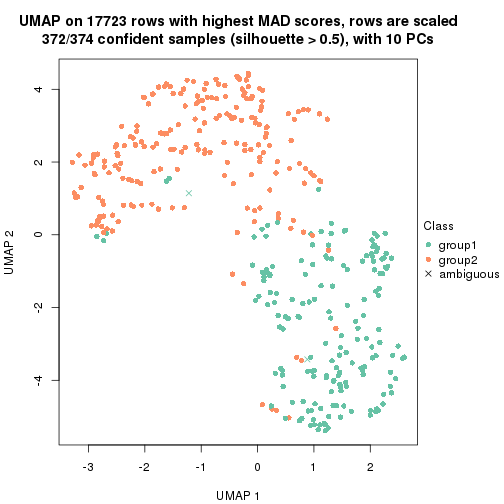 UMAP on 17723 rows with highest MAD scores, rows are scaled
372/374 confident samples (silhouette > 0.5), with 10 PCs
4
2
0
-2
-4
UMAP 2
-3
-2
-1
0
1
2
UMAP 1
Class
group1
group2
ambiguous